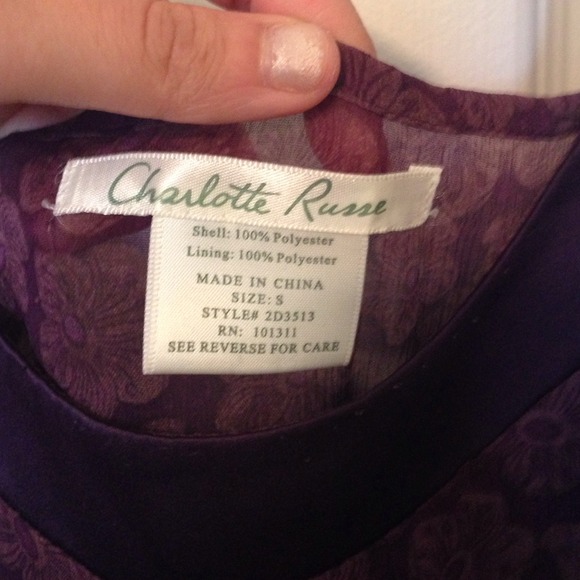 Charlotte Russe
Shell: 100% Polyester
Lining: 100% Polyester
MADE IN CHINA
SIZE: S
STYLE# 2D3513
RN: 101311
SEE REVERSE FOR CARE